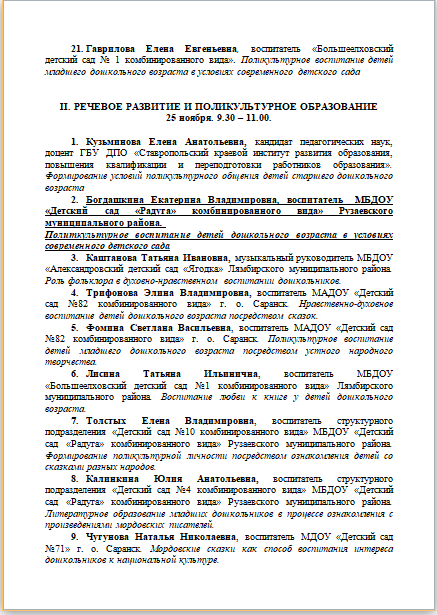 21. Гаврилова Елена Евгеньевна, воспитатель «Большеелховский
детский сад № 1 комбинированного вида». Поликультурное воспитание детей
младшего дошкольного возраста в условиях современного детского сада
II. РЕЧЕВОЕ РАЗВИТИЕ И ПОЛИКУЛЬТУРНОЕ ОБРАЗОВАНИЕ
25 ноября. 9.30 – 11.00.
1. Кузьминова Елена Анатольевна, кандидат педагогических наук,
доцент ГБУ ДПО «Ставропольский краевой институт развития образования,
повышения квалификации и переподготовки работников образования».
Формирование условий поликультурного общения детей старшего дошкольного
возраста
2. Богдашкина Екатерина Владимировна, воспитатель МБДОУ
«Детский сад «Радуга» комбинированного вида» Рузаевского
муниципального района.
Политкультурное воспитание детей дошкольного возраста в условиях
современного детского сада
3. Каштанова Татьяна Ивановна, музыкальный руководитель МБДОУ
«Александровский детский сад «Ягодка» Лямбирского муниципального района.
Роль фольклора в духовно-нравственном воспитании дошкольников.
4. Трифонова Элина Владимировна, воспитатель МАДОУ «Детский
сад №82 комбинированного вида» г. о. Саранск. Нравственно-духовное
воспитание детей дошкольного возраста посредством сказок.
5. Фомина Светлана Васильевна, воспитатель МАДОУ «Детский сад
№82 комбинированного вида» г. о. Саранск. Поликультурное воспитание
детей младшего дошкольного возраста посредством устного народного
творчества.
6. Лисина Татьяна Ильинична, воспитатель МБДОУ
«Большеелховский детский сад №1 комбинированного вида» Лямбирского
муниципального района. Воспитание любви к книге у детей дошкольного
возраста.
7. Толстых Елена Владимировна, воспитатель структурного
подразделения «Детский сад №10 комбинированного вида» МБДОУ «Детский
сад «Радуга» комбинированного вида» Рузаевского муниципального района.
Формирование поликультурной личности посредством ознакомления детей со
сказками разных народов.
8. Калинкина Юлия Анатольевна, воспитатель структурного
подразделения «Детский сад №4 комбинированного вида» МБДОУ «Детский
сад «Радуга» комбинированного вида» Рузаевского муниципального района.
Литературное образование младших дошкольников в процессе ознакомления с
произведениями мордовских писателей.
9. Чугунова Наталья Николаевна, воспитатель МДОУ «Детский сад
№71» г. о. Саранск. Мордовские сказки как способ воспитания интереса
дошкольников к национальной культуре.